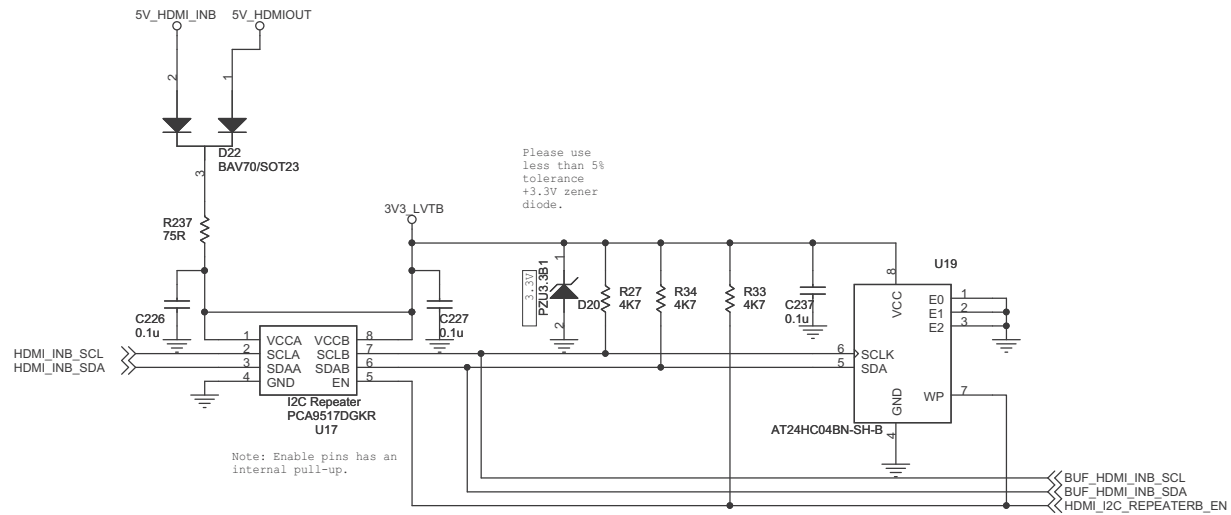 5V_HDMI_INB 5V_HDMIOUT
2
1
D22
BAV70/SOT23
3
Please use
less than 5%
tolerance
+3.3V zener
diode.
R237
75R
3V3_LVTB
C226
0.1u
C227
0.1u
3.3V
PZU3.3B1
1
2
D20
R27
4K7
R34
4K7
R33
4K7
C237
0.1u
U19
8
VCC
E0 1
E1 2
E2 3
HDMI_INB_SCL
HDMI_INB_SDA
1 VCCA VCCB 8
2 SCLA SCLB 7
3 SDAA SDAB 6
4 GND EN 5
I2C Repeater
PCA9517DGKR
U17
6 SCLK
5 SDA
WP 7
GND
4
AT24HC04BN-SH-B
Note: Enable pins has an
internal pull-up.
BUF_HDMI_INB_SCL
BUF_HDMI_INB_SDA
HDMI_I2C_REPEATERB_EN